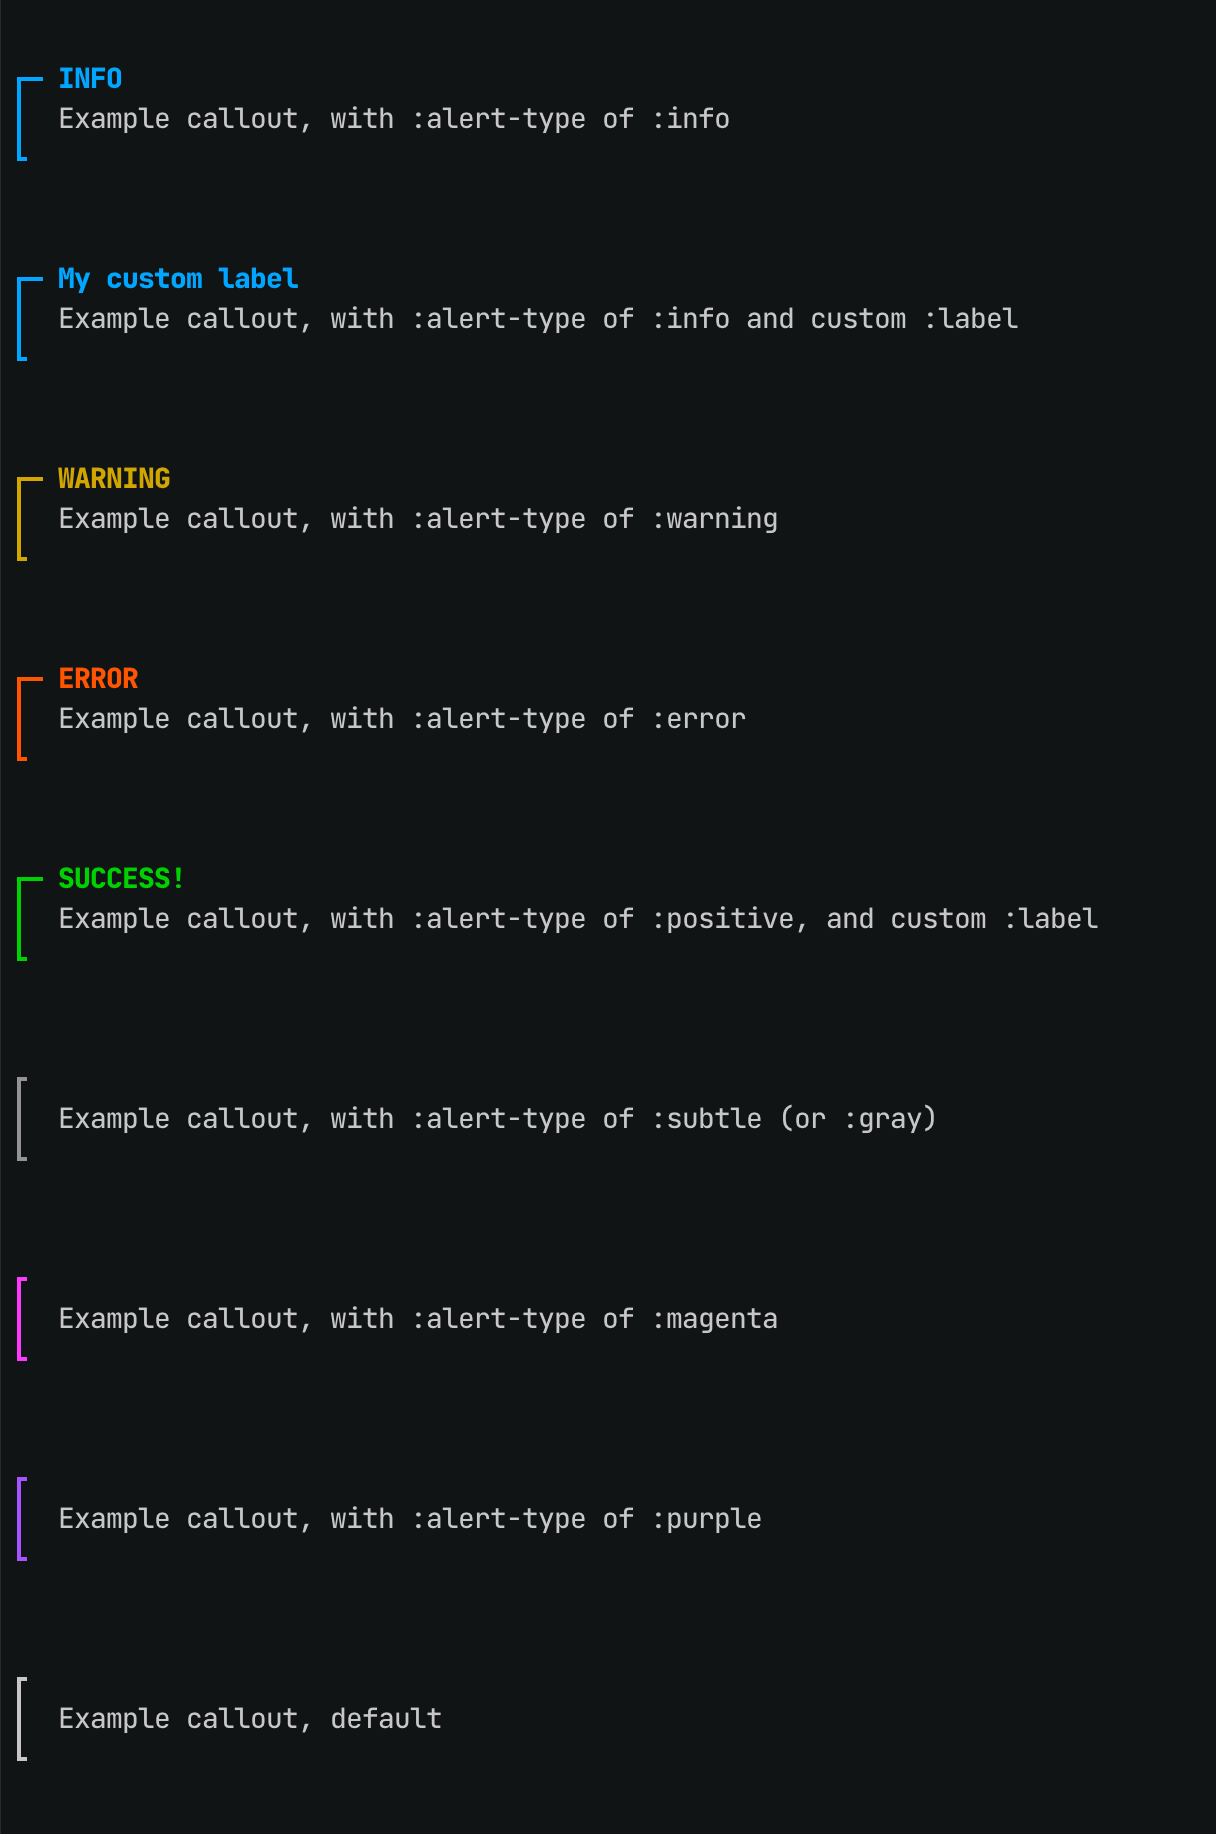 INFO
Example callout, with :alert-type of :info
My custom label
Example callout, with :alert-type of :info and custom :label
WARNING
Example callout, with :alert-type of :warning
ERROR
Example callout, with :alert-type of :error
SUCCESS!
Example callout, with :alert-type of :positive, and custom :label
Example callout, with :alert-type of :subtle (or :gray)
Example callout, with :alert-type of :magenta
Example callout, with :alert-type of :purple
Example callout, default